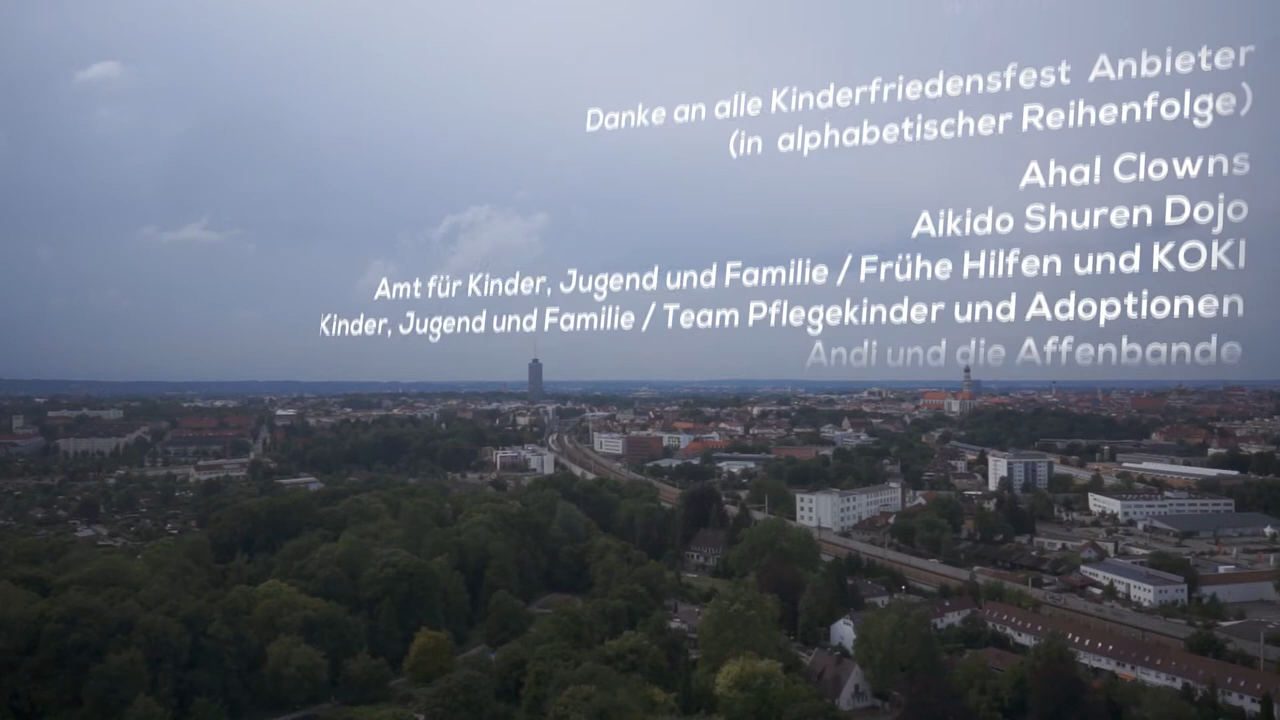 Danke an alle Kinderfriedensfest Anbieter
(in alphabetischer Reihenfolge)
Aha! Clowns
Aikido Shuren Dojo
Amt für Kinder, Jugend und Familie / Frühe Hilfen und KOKI
Kinder, Jugend und Familie / Team Pflegekinder und Adoptionen
Andi und die Affenbande